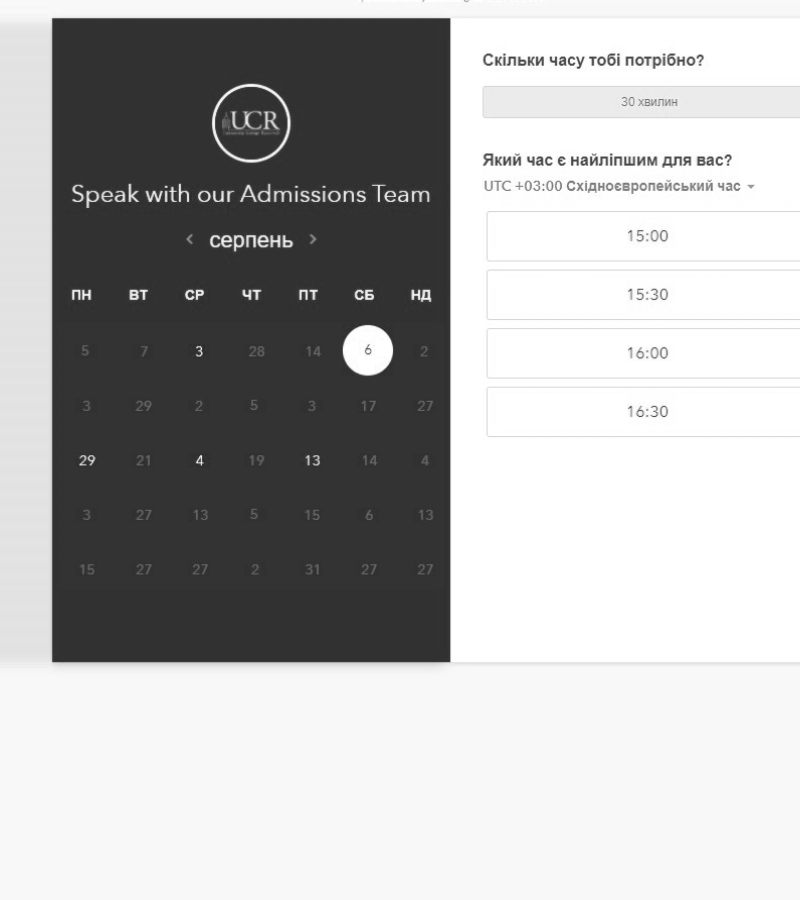 UCR
Speak with our Admissions Team
серпень
ПН ВТ СР ЧТ ПТ СБ НД
5 7 3 28 14 6 2
3 29 2 5 3 17 27
29 21 4 19 13 14 4
3 27 13 5 15 6 13
15 27 27 2 31 27 27
Скільки часу тобі потрібно?
30 хвилин
Який час є найліпшим для вас?
UTC +03:00 Східноєвропейський час
15:00
15:30
16:00
16:30